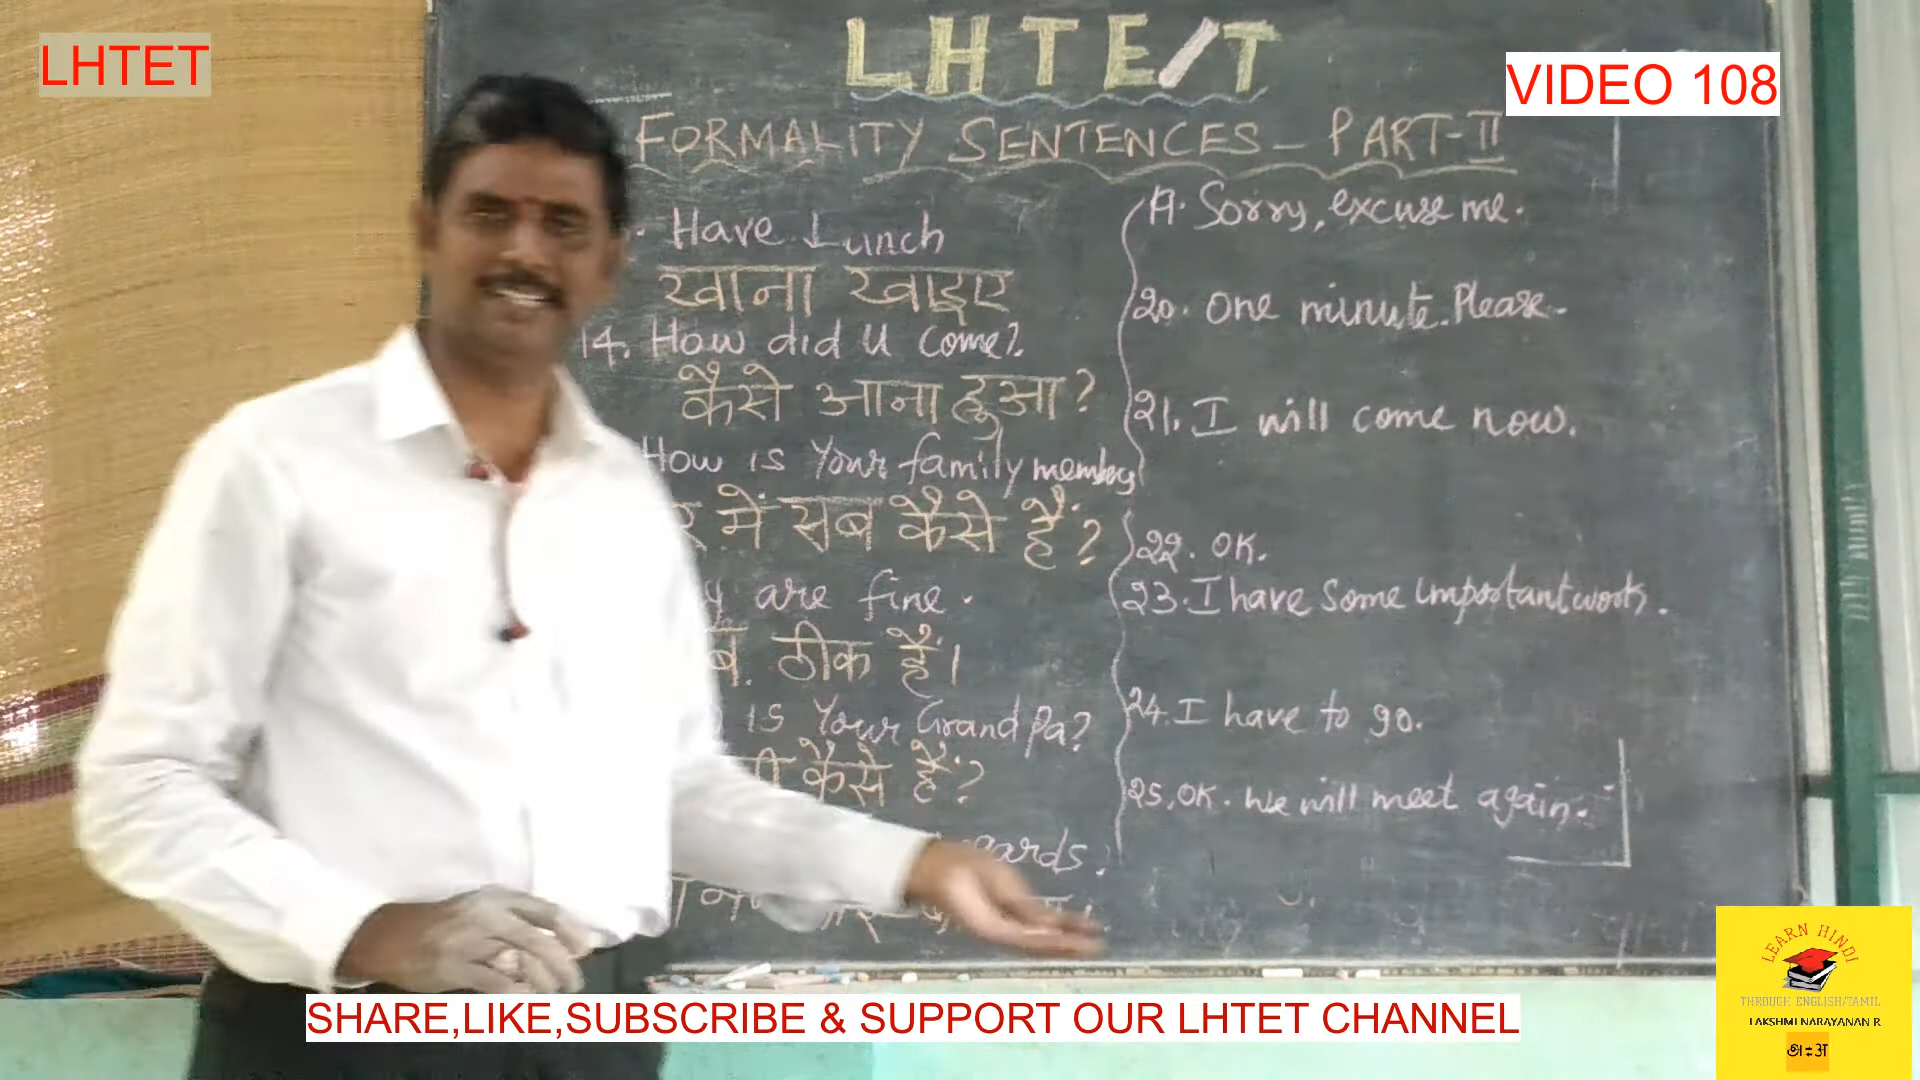 LHTET
VIDEO 108
LHTE/T
FORMALITY SENTENCES - PART-II
Have Lunch
खाना खाइए
14. How did U come?
कैसे आना हुआ?
How is Your family members
में सब कैसे हैं?
are fine.
ठीक हैं।
is Your Grand Pa?
कैसे हैं?
19. Sorry, excuse me.
20. One minute. Please.
21. I will come now.
22. OK.
23. I have some important work.
24. I have to go.
25. OK. We will meet again.
SHARE,LIKE,SUBSCRIBE & SUPPORT OUR LHTET CHANNEL
LEARN HINDI
THROUGH ENGLISH/TAMIL
LAKSHMI NARAYANAN R
அ=अ